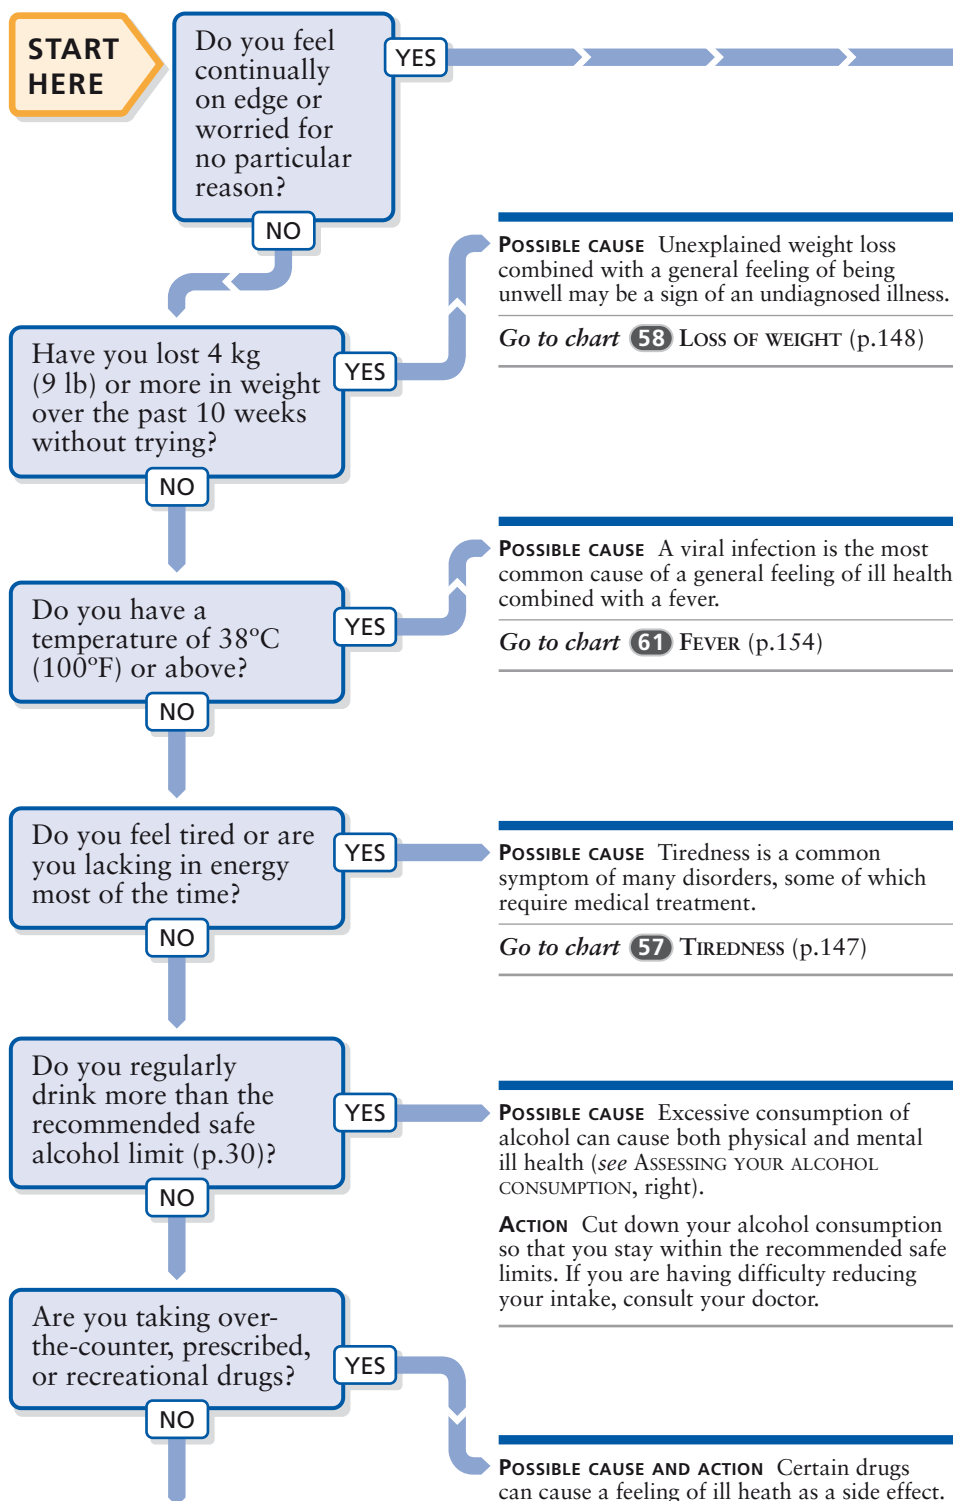 START
HERE
Do you feel
continually
on edge or
worried for
no particular
reason?
YES
NO
POSSIBLE CAUSE Unexplained weight loss
combined with a general feeling of being
unwell may be a sign of an undiagnosed illness.
Go to chart 58 LOSS OF WEIGHT (p.148)
Have you lost 4 kg
(9 lb) or more in weight
over the past 10 weeks
without trying?
YES
NO
POSSIBLE CAUSE A viral infection is the most
common cause of a general feeling of ill health
combined with a fever.
Go to chart 61 FEVER (p.154)
Do you have a
temperature of 38°C
(100°F) or above?
YES
NO
Do you feel tired or are
you lacking in energy
most of the time?
YES
NO
POSSIBLE CAUSE Tiredness is a common
symptom of many disorders, some of which
require medical treatment.
Go to chart 57 TIREDNESS (p.147)
Do you regularly
drink more than the
recommended safe
alcohol limit (p.30)?
YES
NO
POSSIBLE CAUSE Excessive consumption of
alcohol can cause both physical and mental
ill health (see ASSESSING YOUR ALCOHOL
CONSUMPTION, right).
ACTION Cut down your alcohol consumption
so that you stay within the recommended safe
limits. If you are having difficulty reducing
your intake, consult your doctor.
Are you taking over-
the-counter, prescribed,
or recreational drugs?
YES
NO
POSSIBLE CAUSE AND ACTION Certain drugs
can cause a feeling of ill heath as a side effect.